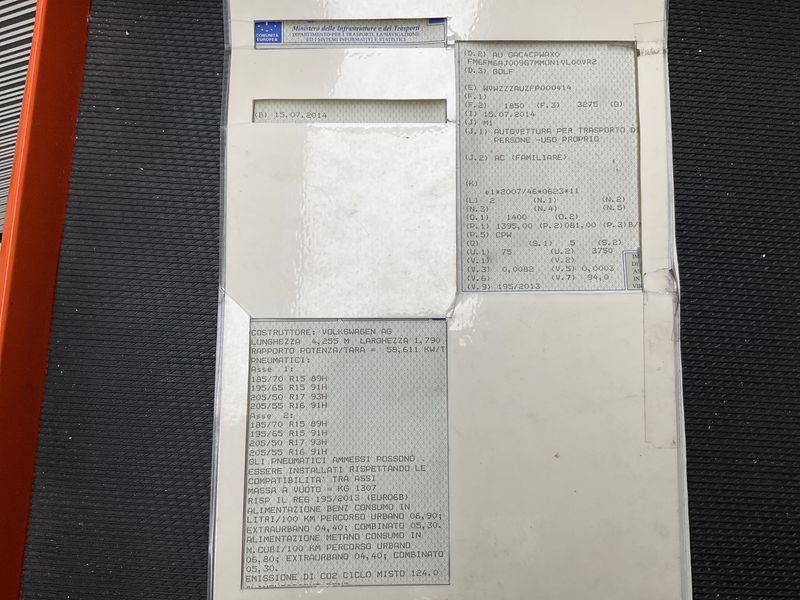 COMUNITÀ
EUROPEA
Ministero delle Infrastrutture e dei Trasporti
DIPARTIMENTO PER I TRASPORTI, LA NAVIGAZIONE
ED I SISTEMI INFORMATIVI E STATISTICI
(B) 15.07.2014
(D.2) AU GAC4CPWAX0
FM6FM6AJ009G7MMON1VL00VR2
(D.3) GOLF
(E) WVWZZZAUZFP000414
(F.1)
(F.2) 1850 (F.3) 3275 (G)
(I) 15.07.2014
(J) M1
(J.1) AUTOVETTURA PER TRASPORTO DI
PERSONE -USO PROPRIO
(J.2) AC (FAMILIARE)
(K)
e1*2007/46*0623*11
(L) 2 (N.1) (N.2)
(N.3) (N.4) (N.5)
(O.1) 1400 (O.2)
(P.1) 1395,00 (P.2)081,00 (P.3)B/
(P.5) CPW
(Q) (S.1) 5 (S.2)
(U.1) 75 (U.2) 3750
(V.1) (V.2)
(V.3) 0,0082 (V.5) 0,0003
(V.6) (V.7) 94,0
(V.9) 195/2013
COSTRUTTORE: VOLKSWAGEN AG
LUNGHEZZA 4,255 M LARGHEZZA 1,790
RAPPORTO POTENZA/TARA = 58,611 KW/T
PNEUMATICI:
Asse 1:
185/70 R15 89H
195/65 R15 91H
205/50 R17 93H
205/55 R16 91H
Asse 2:
185/70 R15 89H
195/65 R15 91H
205/50 R17 93H
205/55 R16 91H
GLI PNEUMATICI AMMESSI POSSONO
ESSERE INSTALLATI RISPETTANDO LE
COMPATIBILITA' TRA ASSI
MASSA A VUOTO = KG 1307
RISP IL REG 195/2013 (EURO6B)
ALIMENTAZIONE BENZ CONSUMO IN
LITRI/100 KM PERCORSO URBANO 06,90;
EXTRAURBANO 04,40; COMBINATO 05,30.
ALIMENTAZIONE METANO CONSUMO IN
M.CUBI/100 KM PERCORSO URBANO
06,80; EXTRAURBANO 04,40; COMBINATO
05,30.
EMISSIONE DI CO2 CICLO MISTO 124.0